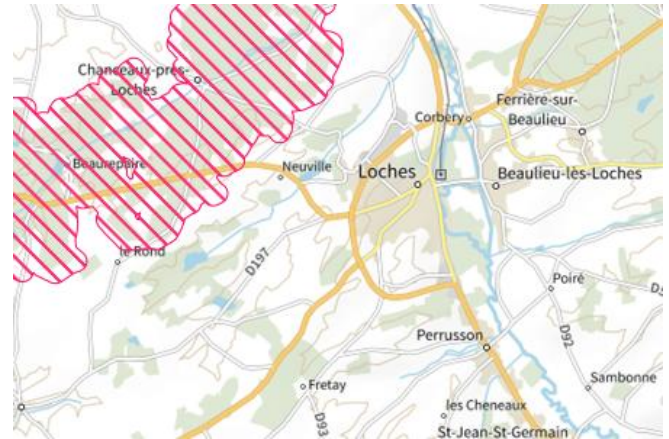 Chanceaux-près-
Loches
Corbery
Ferrière-sur-
Beaulieu
Beaurepaire
Neuville
Loches
Beaulieu-lès-Loches
le Rond
D197
Poiré
D92
Perrusson
Fretay
D93
Sambonne
les Cheneaux
St-Jean-St-Germain